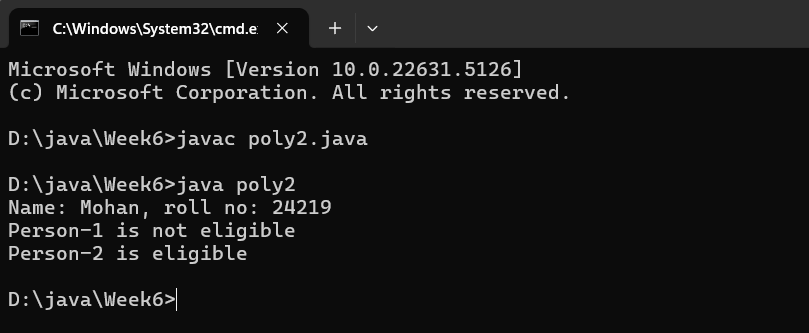 C:\Windows\System32\cmd.e
Microsoft Windows [Version 10.0.22631.5126]
(c) Microsoft Corporation. All rights reserved.
D:\java\Week6>javac poly2.java
D:\java\Week6>java poly2
Name: Mohan, roll no: 24219
Person-1 is not eligible
Person-2 is eligible
D:\java\Week6>